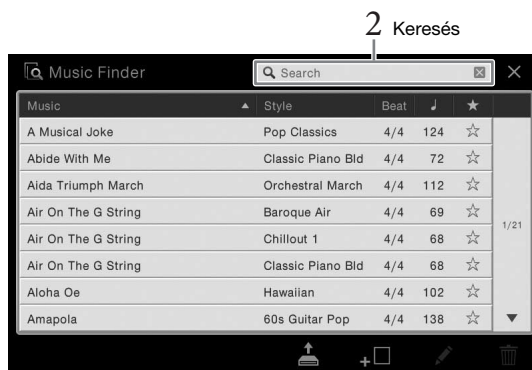 2 Keresés
Music Finder Search
Music Style Beat ♩ ★
A Musical Joke Pop Classics 4/4 124 ☆
Abide With Me Classic Piano Bld 4/4 72 ☆
Aida Triumph March Orchestral March 4/4 112 ☆
Air On The G String Baroque Air 4/4 69 ☆
1/21
Air On The G String Chillout 1 4/4 68 ☆
Air On The G String Classic Piano Bld 4/4 68 ☆
Aloha Oe Hawaiian 4/4 102 ☆
Amapola 60s Guitar Pop 4/4 138 ☆